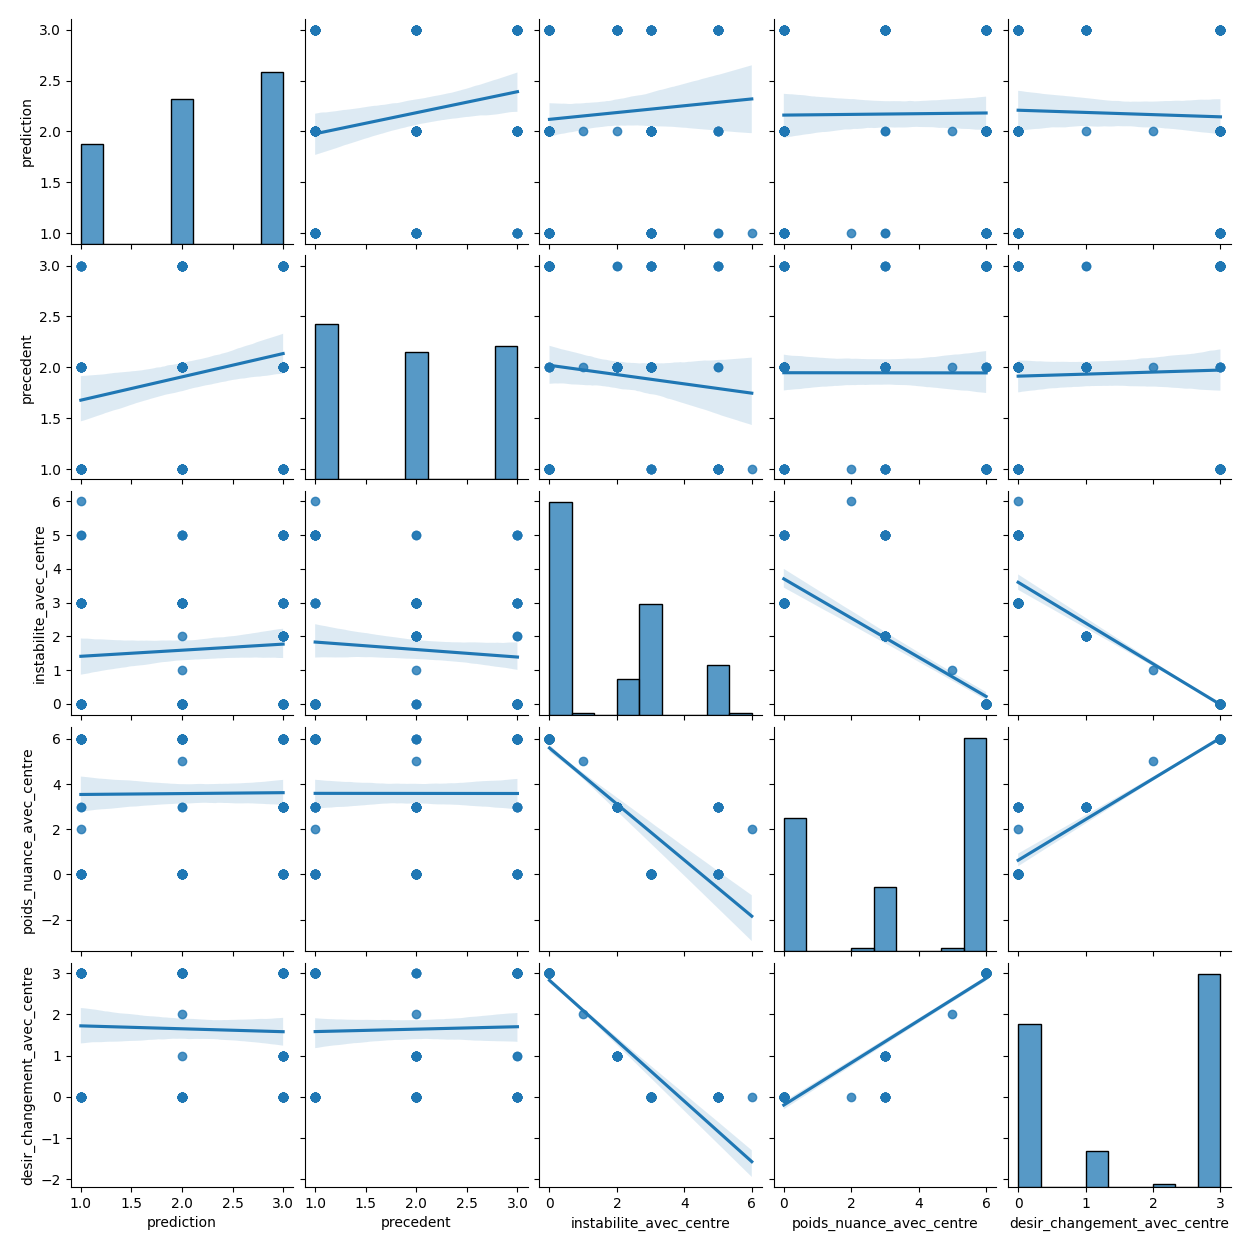 3.0
2.5
2.0
1.5
1.0
prediction
3.0
2.5
2.0
1.5
1.0
precedent
6
5
4
3
2
1
0
instabilite_avec_centre
6
4
2
0
−2
poids_nuance_avec_centre
3
2
1
0
−1
−2
desir_changement_avec_centre
1.0 1.5 2.0 2.5 3.0
1.0 1.5 2.0 2.5 3.0
0 2 4 6
0 2 4 6
0 1 2 3
prediction
precedent
instabilite_avec_centre
poids_nuance_avec_centre
desir_changement_avec_centre